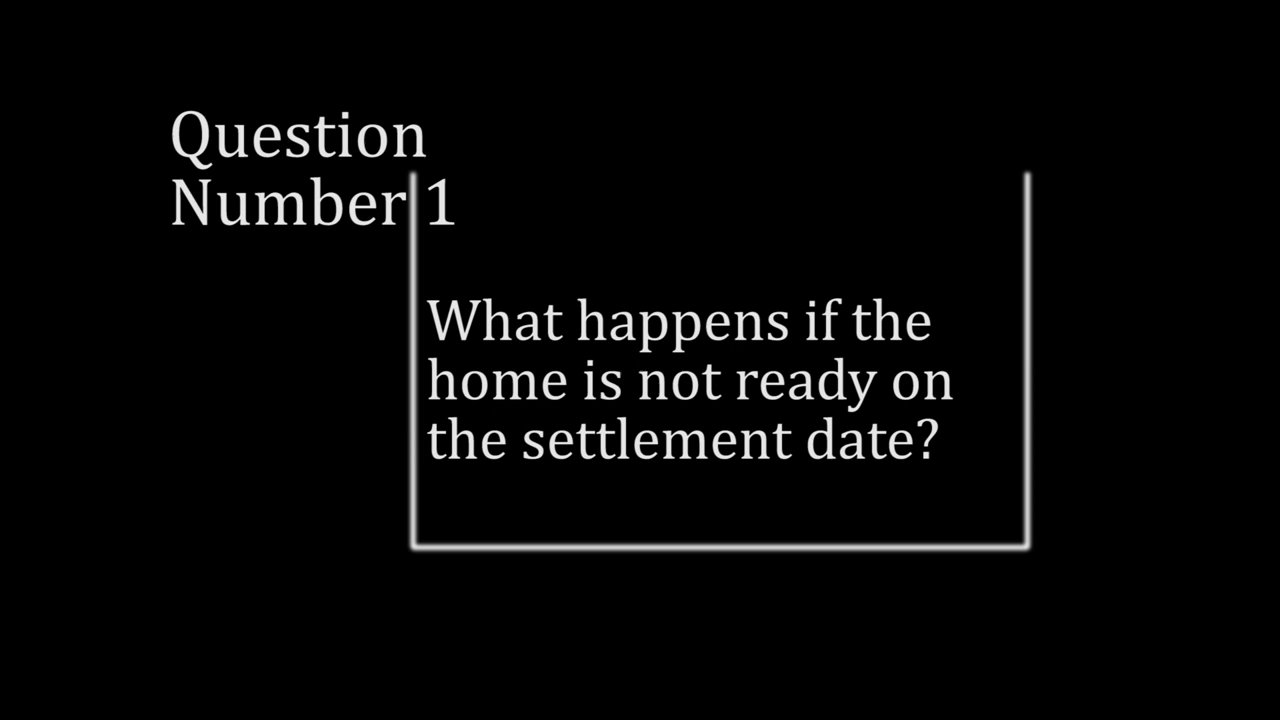 Question
Number 1
What happens if the
home is not ready on
the settlement date?